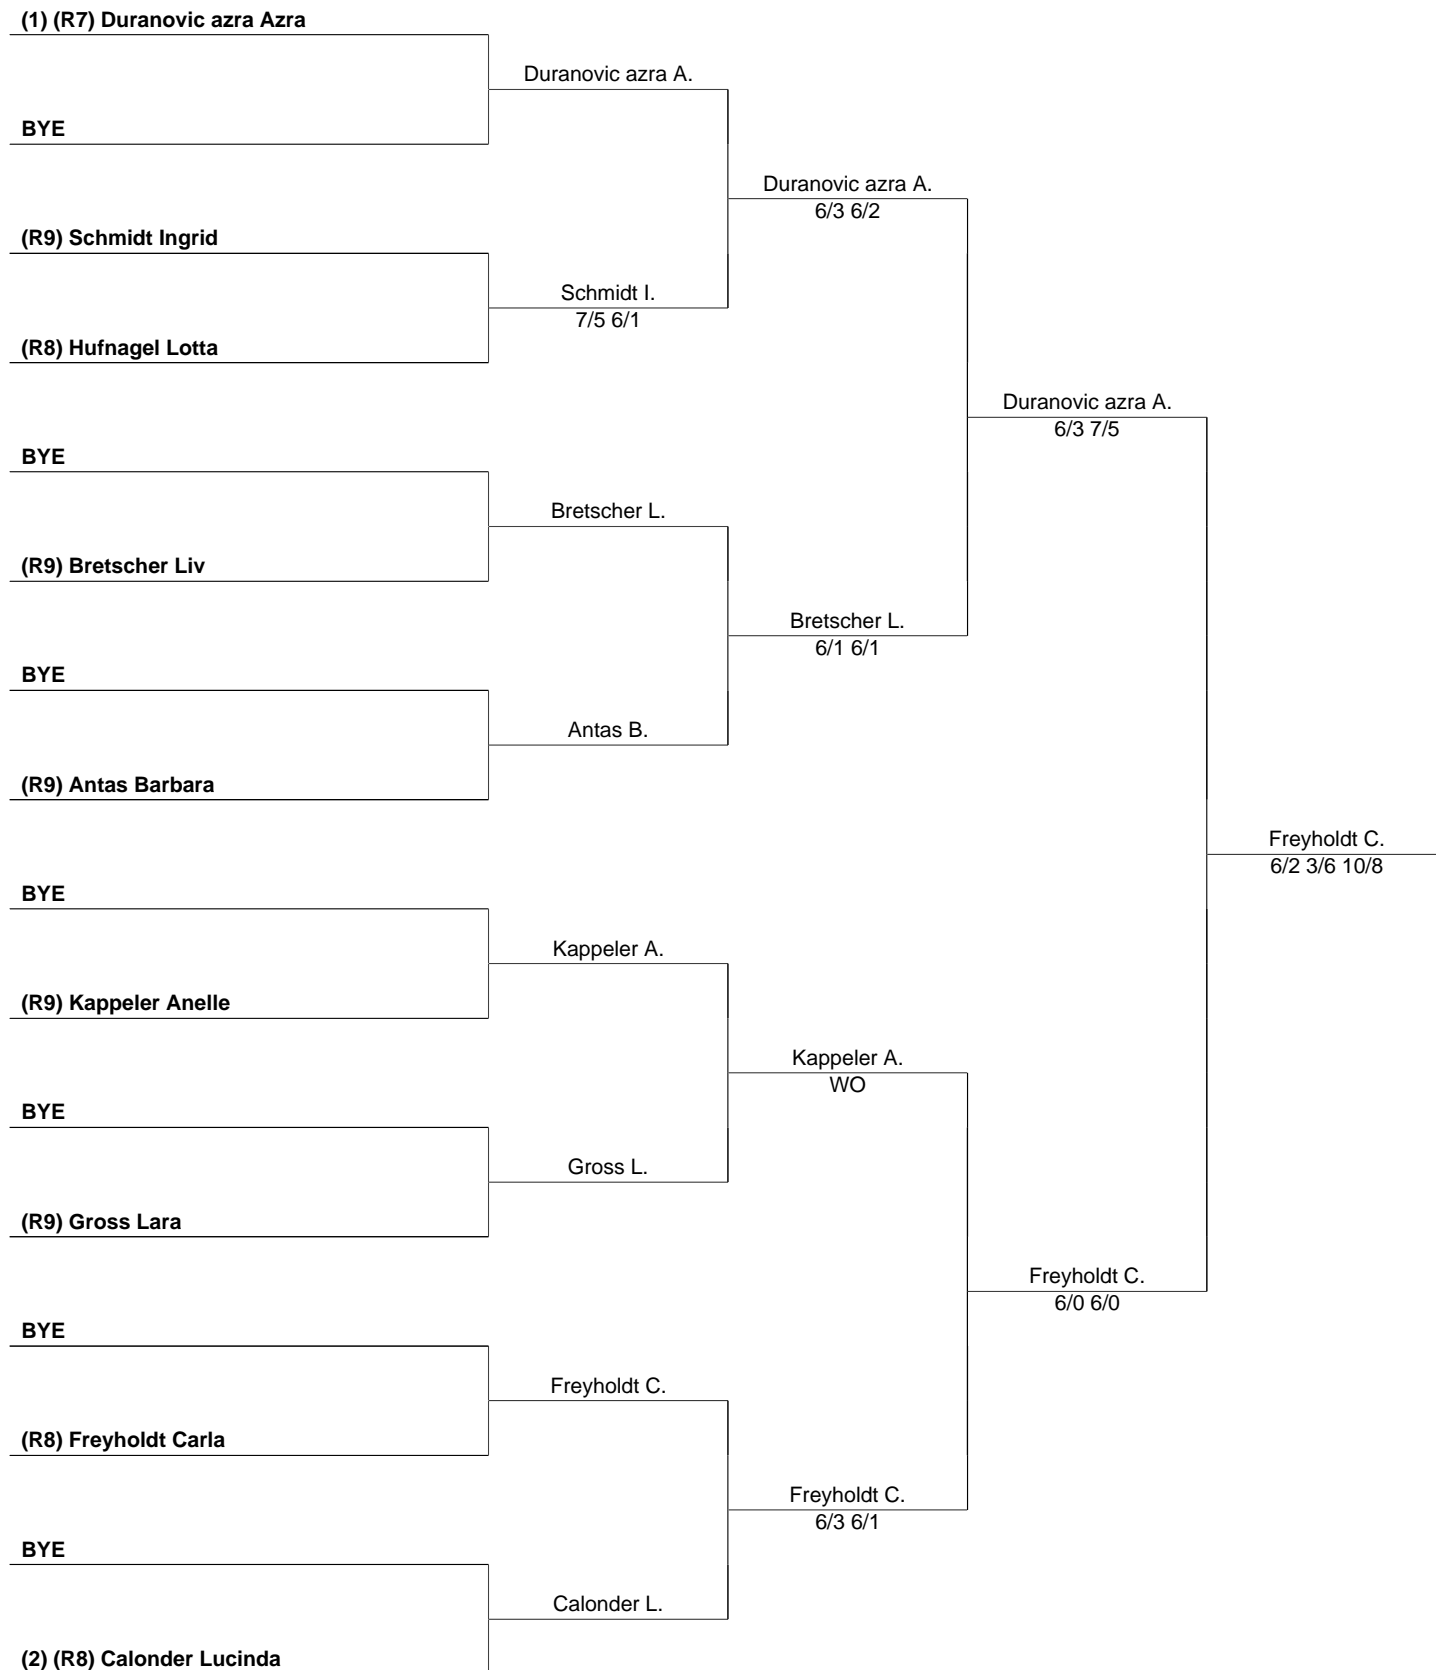 (1) (R7) Duranovic azra Azra
Duranovic azra A.
BYE
Duranovic azra A.
6/3 6/2
(R9) Schmidt Ingrid
Schmidt I.
7/5 6/1
(R8) Hufnagel Lotta
Duranovic azra A.
6/3 7/5
BYE
Bretscher L.
(R9) Bretscher Liv
Bretscher L.
6/1 6/1
BYE
Antas B.
(R9) Antas Barbara
Freyholdt C.
6/2 3/6 10/8
BYE
Kappeler A.
(R9) Kappeler Anelle
Kappeler A.
WO
BYE
Gross L.
(R9) Gross Lara
Freyholdt C.
6/0 6/0
BYE
Freyholdt C.
(R8) Freyholdt Carla
Freyholdt C.
6/3 6/1
BYE
Calonder L.
(2) (R8) Calonder Lucinda